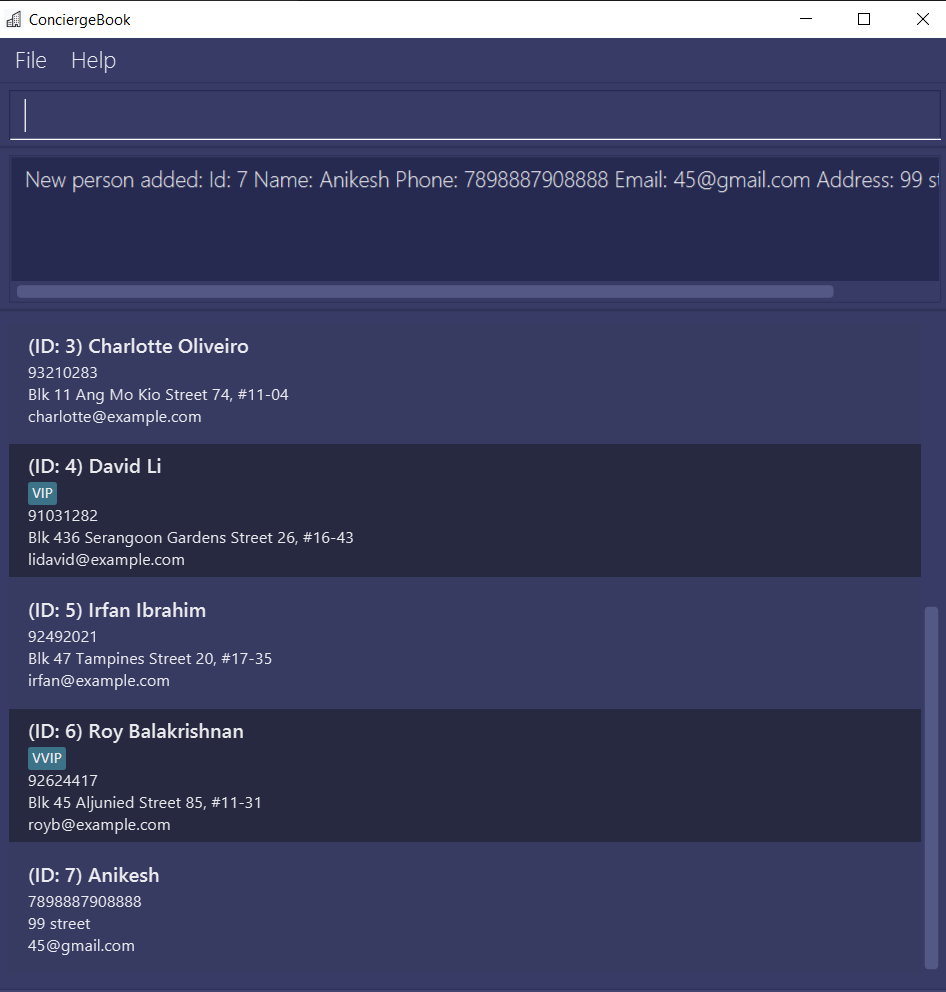 ConciergeBook
File Help
New person added: Id: 7 Name: Anikesh Phone: 7898887908888 Email: 45@gmail.com Address: 99
(ID: 3) Charlotte Oliveiro
93210283
Blk 11 Ang Mo Kio Street 74, #11-04
charlotte@example.com
(ID: 4) David Li
VIP
91031282
Blk 436 Serangoon Gardens Street 26, #16-43
lidavid@example.com
(ID: 5) Irfan Ibrahim
92492021
Blk 47 Tampines Street 20, #17-35
irfan@example.com
(ID: 6) Roy Balakrishnan
VVIP
92624417
Blk 45 Aljunied Street 85, #11-31
royb@example.com
(ID: 7) Anikesh
7898887908888
99 street
45@gmail.com